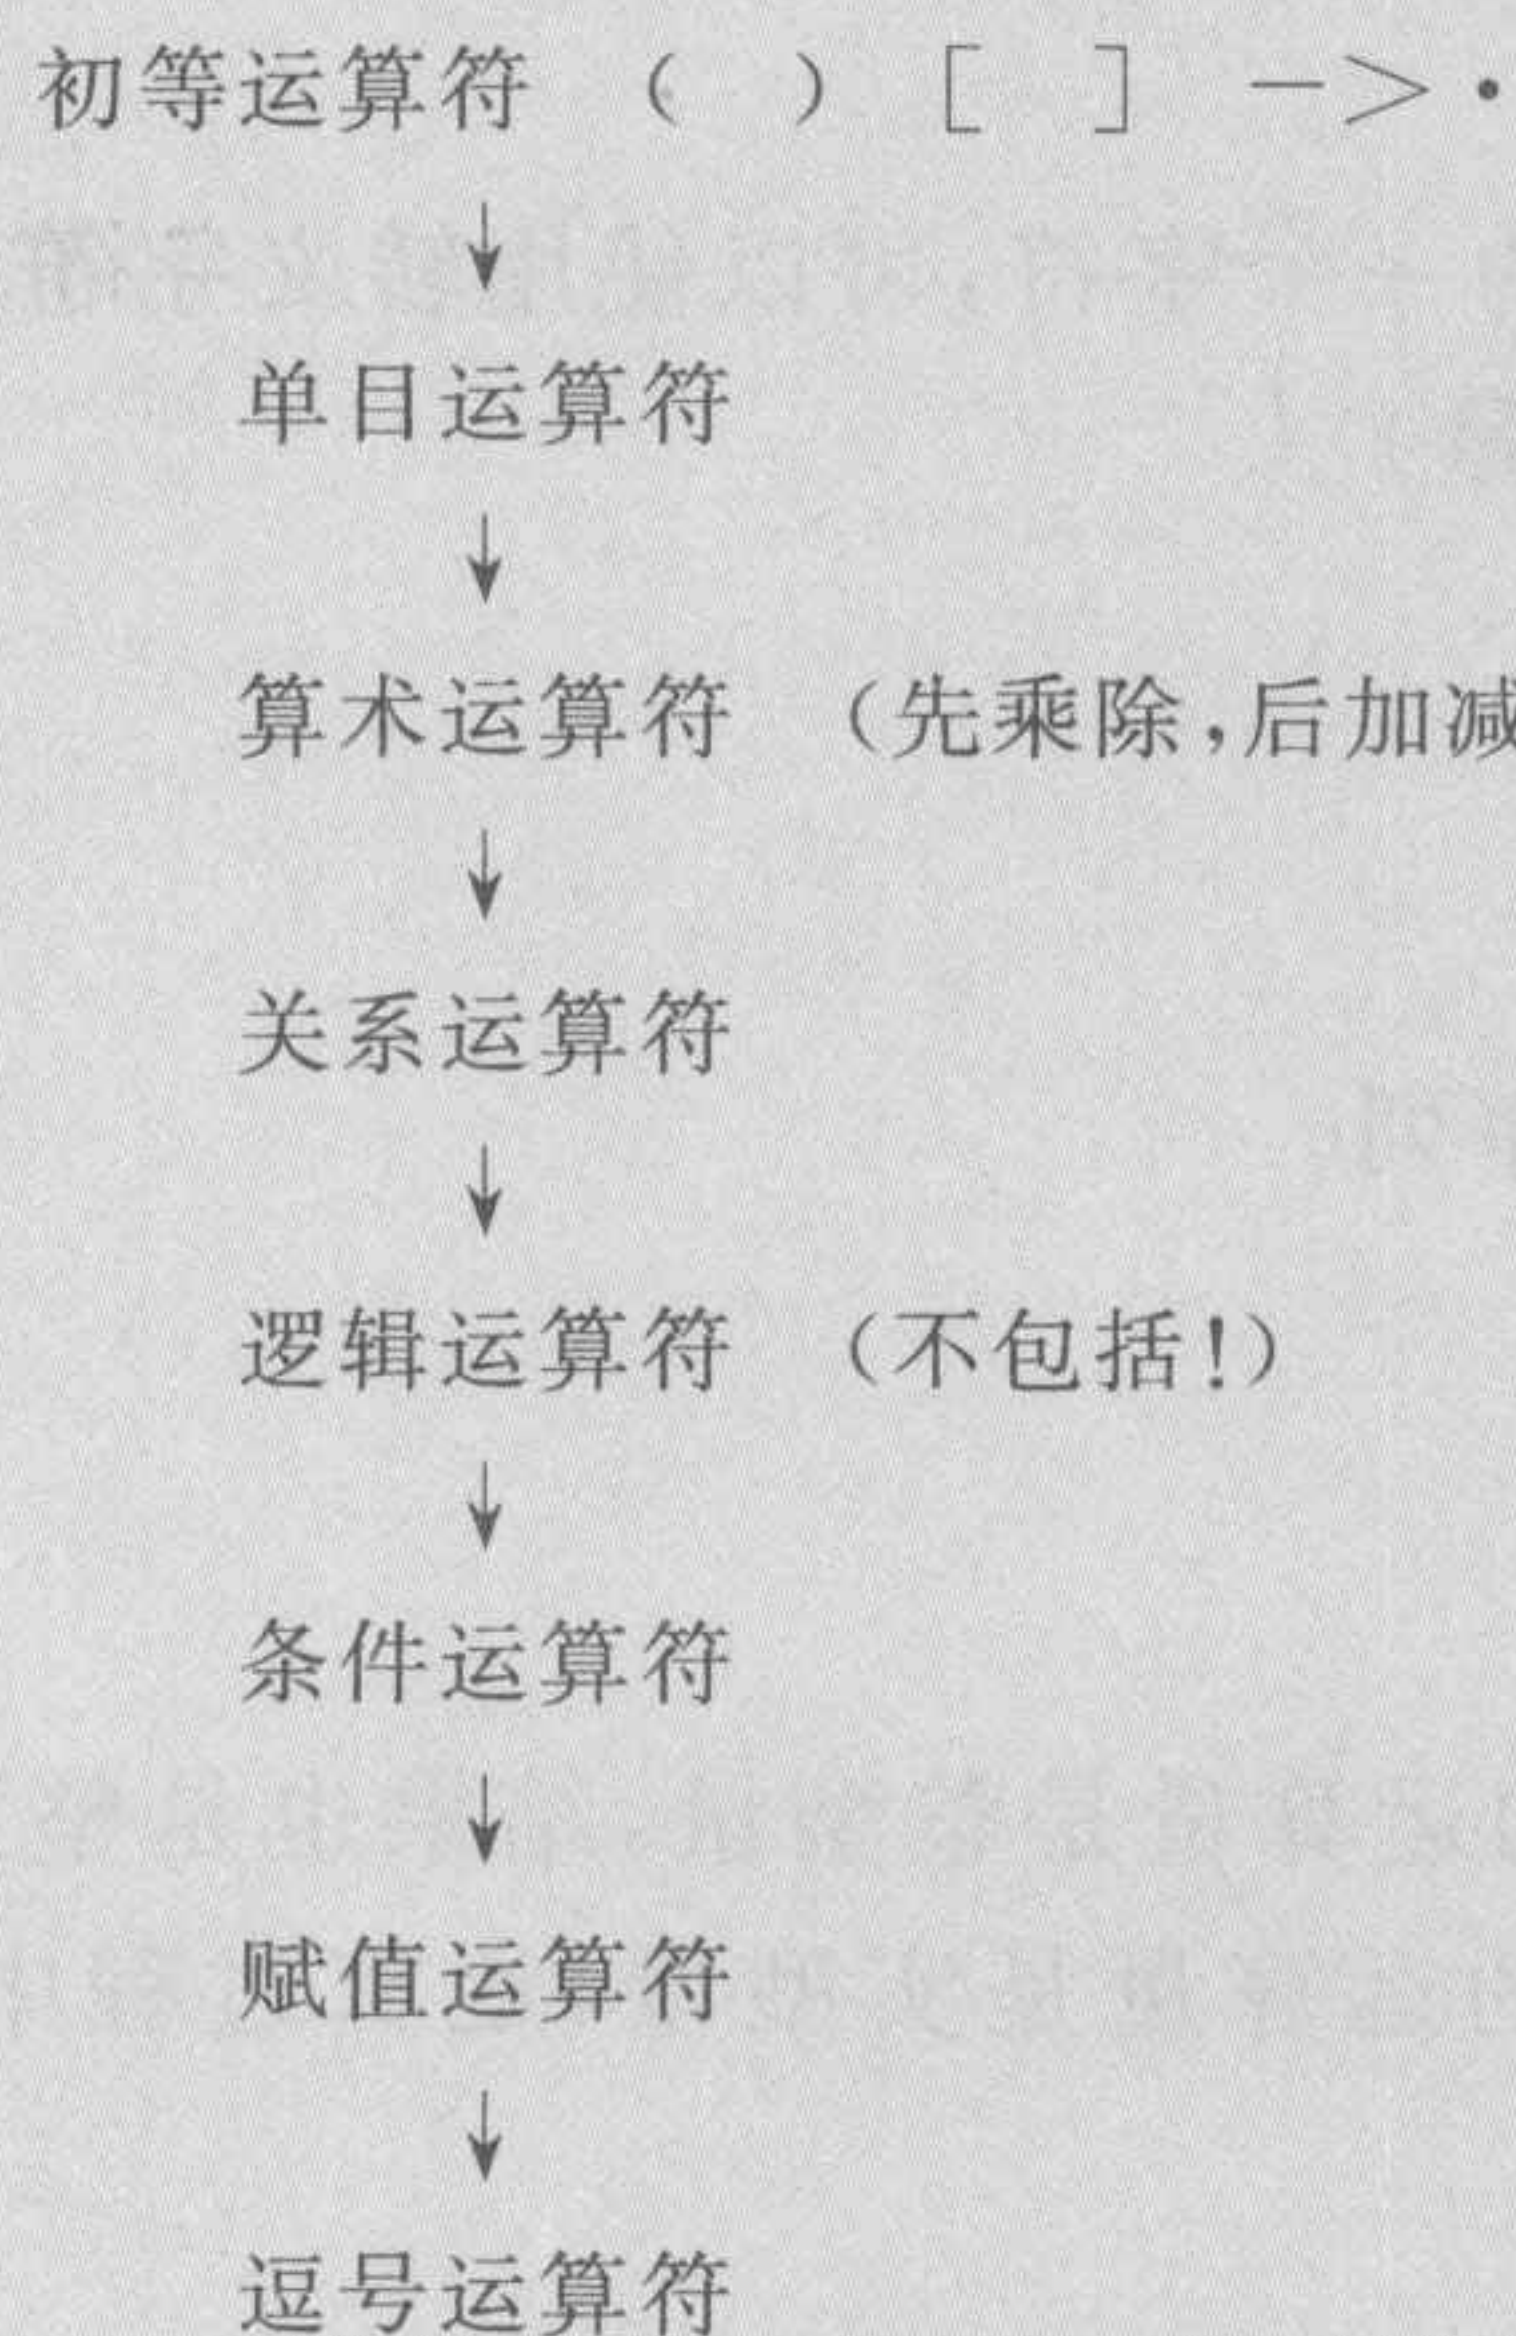 初等运算符 ( ) [ ] —>·
↓
单目运算符
↓
算术运算符 (先乘除,后加减
↓
关系运算符
↓
逻辑运算符 (不包括!)
↓
条件运算符
↓
赋值运算符
↓
逗号运算符